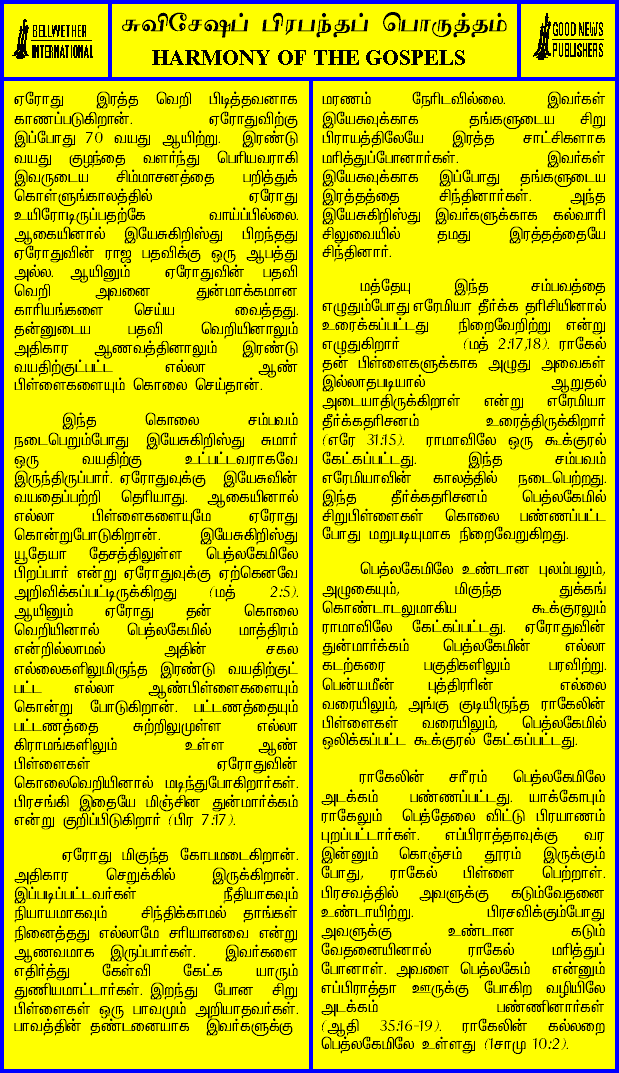 BELLWETHER
INTERNATIONAL
சுவிசேஷப் பிரபந்தப் பொருத்தம்
HARMONY OF THE GOSPELS
GOOD NEWS
PUBLISHERS
ஏரோது இரத்த வெறி பிடித்தவனாக
காணப்படுகிறான். ஏரோதுவிற்கு
இப்போது 70 வயது ஆயிற்று. இரண்டு
வயது குழந்தை வளர்ந்து பெரியவராகி
இவருடைய சிம்மாசனத்தை பறித்துக்
கொள்ளுங்காலத்தில் ஏரோது
உயிரோடிருப்பதற்கே வாய்ப்பில்லை.
ஆகையினால் இயேசுகிறிஸ்து பிறந்தது
ஏரோதுவின் ராஜ பதவிக்கு ஒரு ஆபத்து
அல்ல. ஆயினும் ஏரோதுவின் பதவி
வெறி அவனை துன்மாக்கமான
காரியங்களை செய்ய வைத்தது.
தன்னுடைய பதவி வெறியினாலும்
அதிகார ஆணவத்தினாலும் இரண்டு
வயதிற்குட்பட்ட எல்லா ஆண்
பிள்ளைகளையும் கொலை செய்தான்.
இந்த கொலை சம்பவம்
நடைபெறும்போது இயேசுகிறிஸ்து சுமார்
ஒரு வயதிற்கு உட்பட்டவராகவே
இருந்திருப்பார். ஏரோதுவுக்கு இயேசுவின்
வயதைப்பற்றி தெரியாது. ஆகையினால்
எல்லா பிள்ளைகளையுமே ஏரோது
கொன்றுபோடுகிறான். இயேசுகிறிஸ்து
யூதேயா தேசத்திலுள்ள பெத்லகேமிலே
பிறப்பார் என்று ஏரோதுவுக்கு ஏற்கெனவே
அறிவிக்கப்பட்டிருக்கிறது (மத் 2:5).
ஆயினும் ஏரோது தன் கொலை
வெறியினால் பெத்லகேமில் மாத்திரம்
என்றில்லாமல் அதின் சகல
எல்லைகளிலுமிருந்த இரண்டு வயதிற்குட்
பட்ட எல்லா ஆண்பிள்ளைகளையும்
கொன்று போடுகிறான். பட்டணத்தையும்
பட்டணத்தை சுற்றிலுமுள்ள எல்லா
கிராமங்களிலும் உள்ள ஆண்
பிள்ளைகள் ஏரோதுவின்
கொலைவெறியினால் மடிந்துபோகிறார்கள்.
பிரசங்கி இதையே மிஞ்சின துன்மார்க்கம்
என்று குறிப்பிடுகிறார் (பிர 7:17).
ஏரோது மிகுந்த கோபமடைகிறான்.
அதிகார செறுக்கில் இருக்கிறான்.
இப்படிப்பட்டவர்கள் நீதியாகவும்
நியாயமாகவும் சிந்திக்காமல் தாங்கள்
நினைத்தது எல்லாமே சரியானவை என்று
ஆணவமாக இருப்பார்கள். இவர்களை
எதிர்த்து கேள்வி கேட்க யாரும்
துணியமாட்டார்கள். இறந்து போன சிறு
பிள்ளைகள் ஒரு பாவமும் அறியாதவர்கள்.
பாவத்தின் தண்டனையாக இவர்களுக்கு
மரணம் நேரிடவில்லை. இவர்கள்
இயேசுவுக்காக தங்களுடைய சிறு
பிராயத்திலேயே இரத்த சாட்சிகளாக
மரித்துப்போனார்கள். இவர்கள்
இயேசுவுக்காக இப்போது தங்களுடைய
இரத்தத்தை சிந்தினார்கள். அந்த
இயேசுகிறிஸ்து இவர்களுக்காக கல்வாரி
சிலுவையில் தமது இரத்தத்தையே
சிந்தினார்.
மத்தேயு இந்த சம்பவத்தை
எழுதும்போது எரேமியா தீர்க்க தரிசியினால்
உரைக்கப்பட்டது நிறைவேறிற்று என்று
எழுதுகிறார் (மத் 2:17,18). ராகேல்
தன் பிள்ளைகளுக்காக அழுது அவைகள்
இல்லாதபடியால் ஆறுதல்
அடையாதிருக்கிறாள் என்று எரேமியா
தீர்க்கதரிசனம் உரைத்திருக்கிறார்
(எரே 31:15). ராமாவிலே ஒரு கூக்குரல்
கேட்கப்பட்டது. இந்த சம்பவம்
எரேமியாவின் காலத்தில் நடைபெற்றது.
இந்த தீர்க்கதரிசனம் பெத்லகேமில்
சிறுபிள்ளைகள் கொலை பண்ணப்பட்ட
போது மறுபடியுமாக நிறைவேறுகிறது.
பெத்லகேமிலே உண்டான புலம்பலும்,
அழுகையும், மிகுந்த துக்கங்
கொண்டாடலுமாகிய கூக்குரலும்
ராமாவிலே கேட்கப்பட்டது. ஏரோதுவின்
துன்மார்க்கம் பெத்லகேமின் எல்லா
கடற்கரை பகுதிகளிலும் பரவிற்று.
பென்யமீன் புத்திரரின் எல்லை
வரையிலும், அங்கு குடியிருந்த ராகேலின்
பிள்ளைகள் வரையிலும், பெத்லகேமில்
ஒலிக்கப்பட்ட கூக்குரல் கேட்கப்பட்டது.
ராகேலின் சரீரம் பெத்லகேமிலே
அடக்கம் பண்ணப்பட்டது. யாக்கோபும்
ராகேலும் பெத்தேலை விட்டு பிரயாணம்
புறப்பட்டார்கள். எப்பிராத்தாவுக்கு வர
இன்னும் கொஞ்சம் தூரம் இருக்கும்
போது, ராகேல் பிள்ளை பெற்றாள்.
பிரசவத்தில் அவளுக்கு கடும்வேதனை
உண்டாயிற்று. பிரசவிக்கும்போது
அவளுக்கு உண்டான கடும்
வேதனையினால் ராகேல் மரித்துப்
போனாள். அவளை பெத்லகேம் என்னும்
எப்பிராத்தா ஊருக்கு போகிற வழியிலே
அடக்கம் பண்ணினார்கள்
(ஆதி 35:16-19). ராகேலின் கல்லறை
பெத்லகேமிலே உள்ளது (1சாமு 10:2).